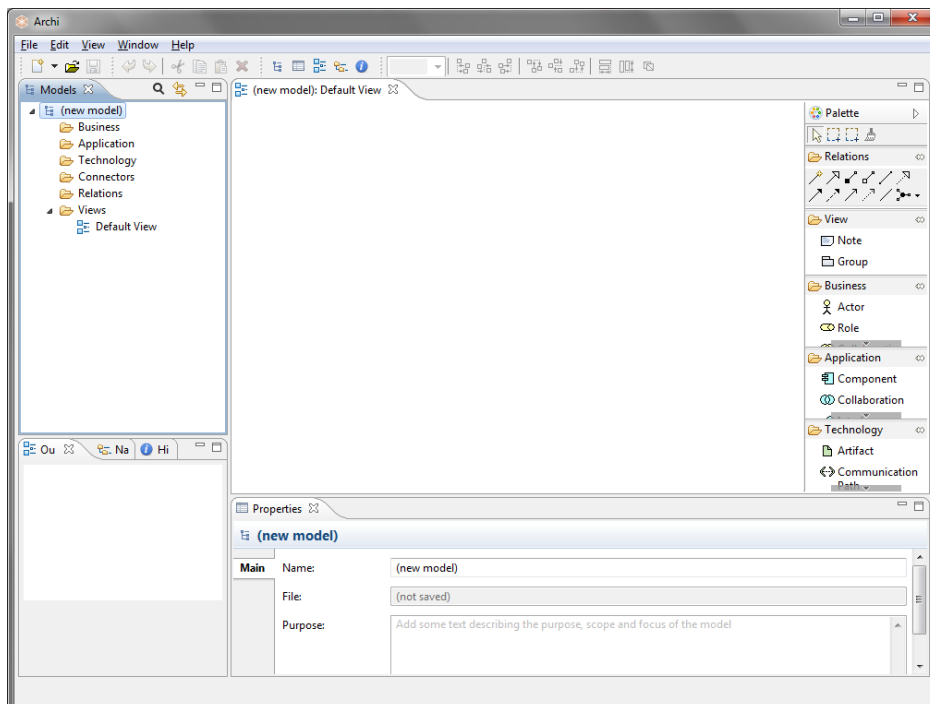 Archi
File Edit View Window Help
Models
(new model): Default View
(new model)
Business
Application
Technology
Connectors
Relations
Views
Default View
Palette
Relations
View
Note
Group
Business
Actor
Role
Application
Component
Collaboration
Technology
Artifact
Communication
Path
Ou
Na
Hi
Properties
(new model)
Main
Name:
(new model)
File:
(not saved)
Purpose:
Add some text describing the purpose, scope and focus of the model